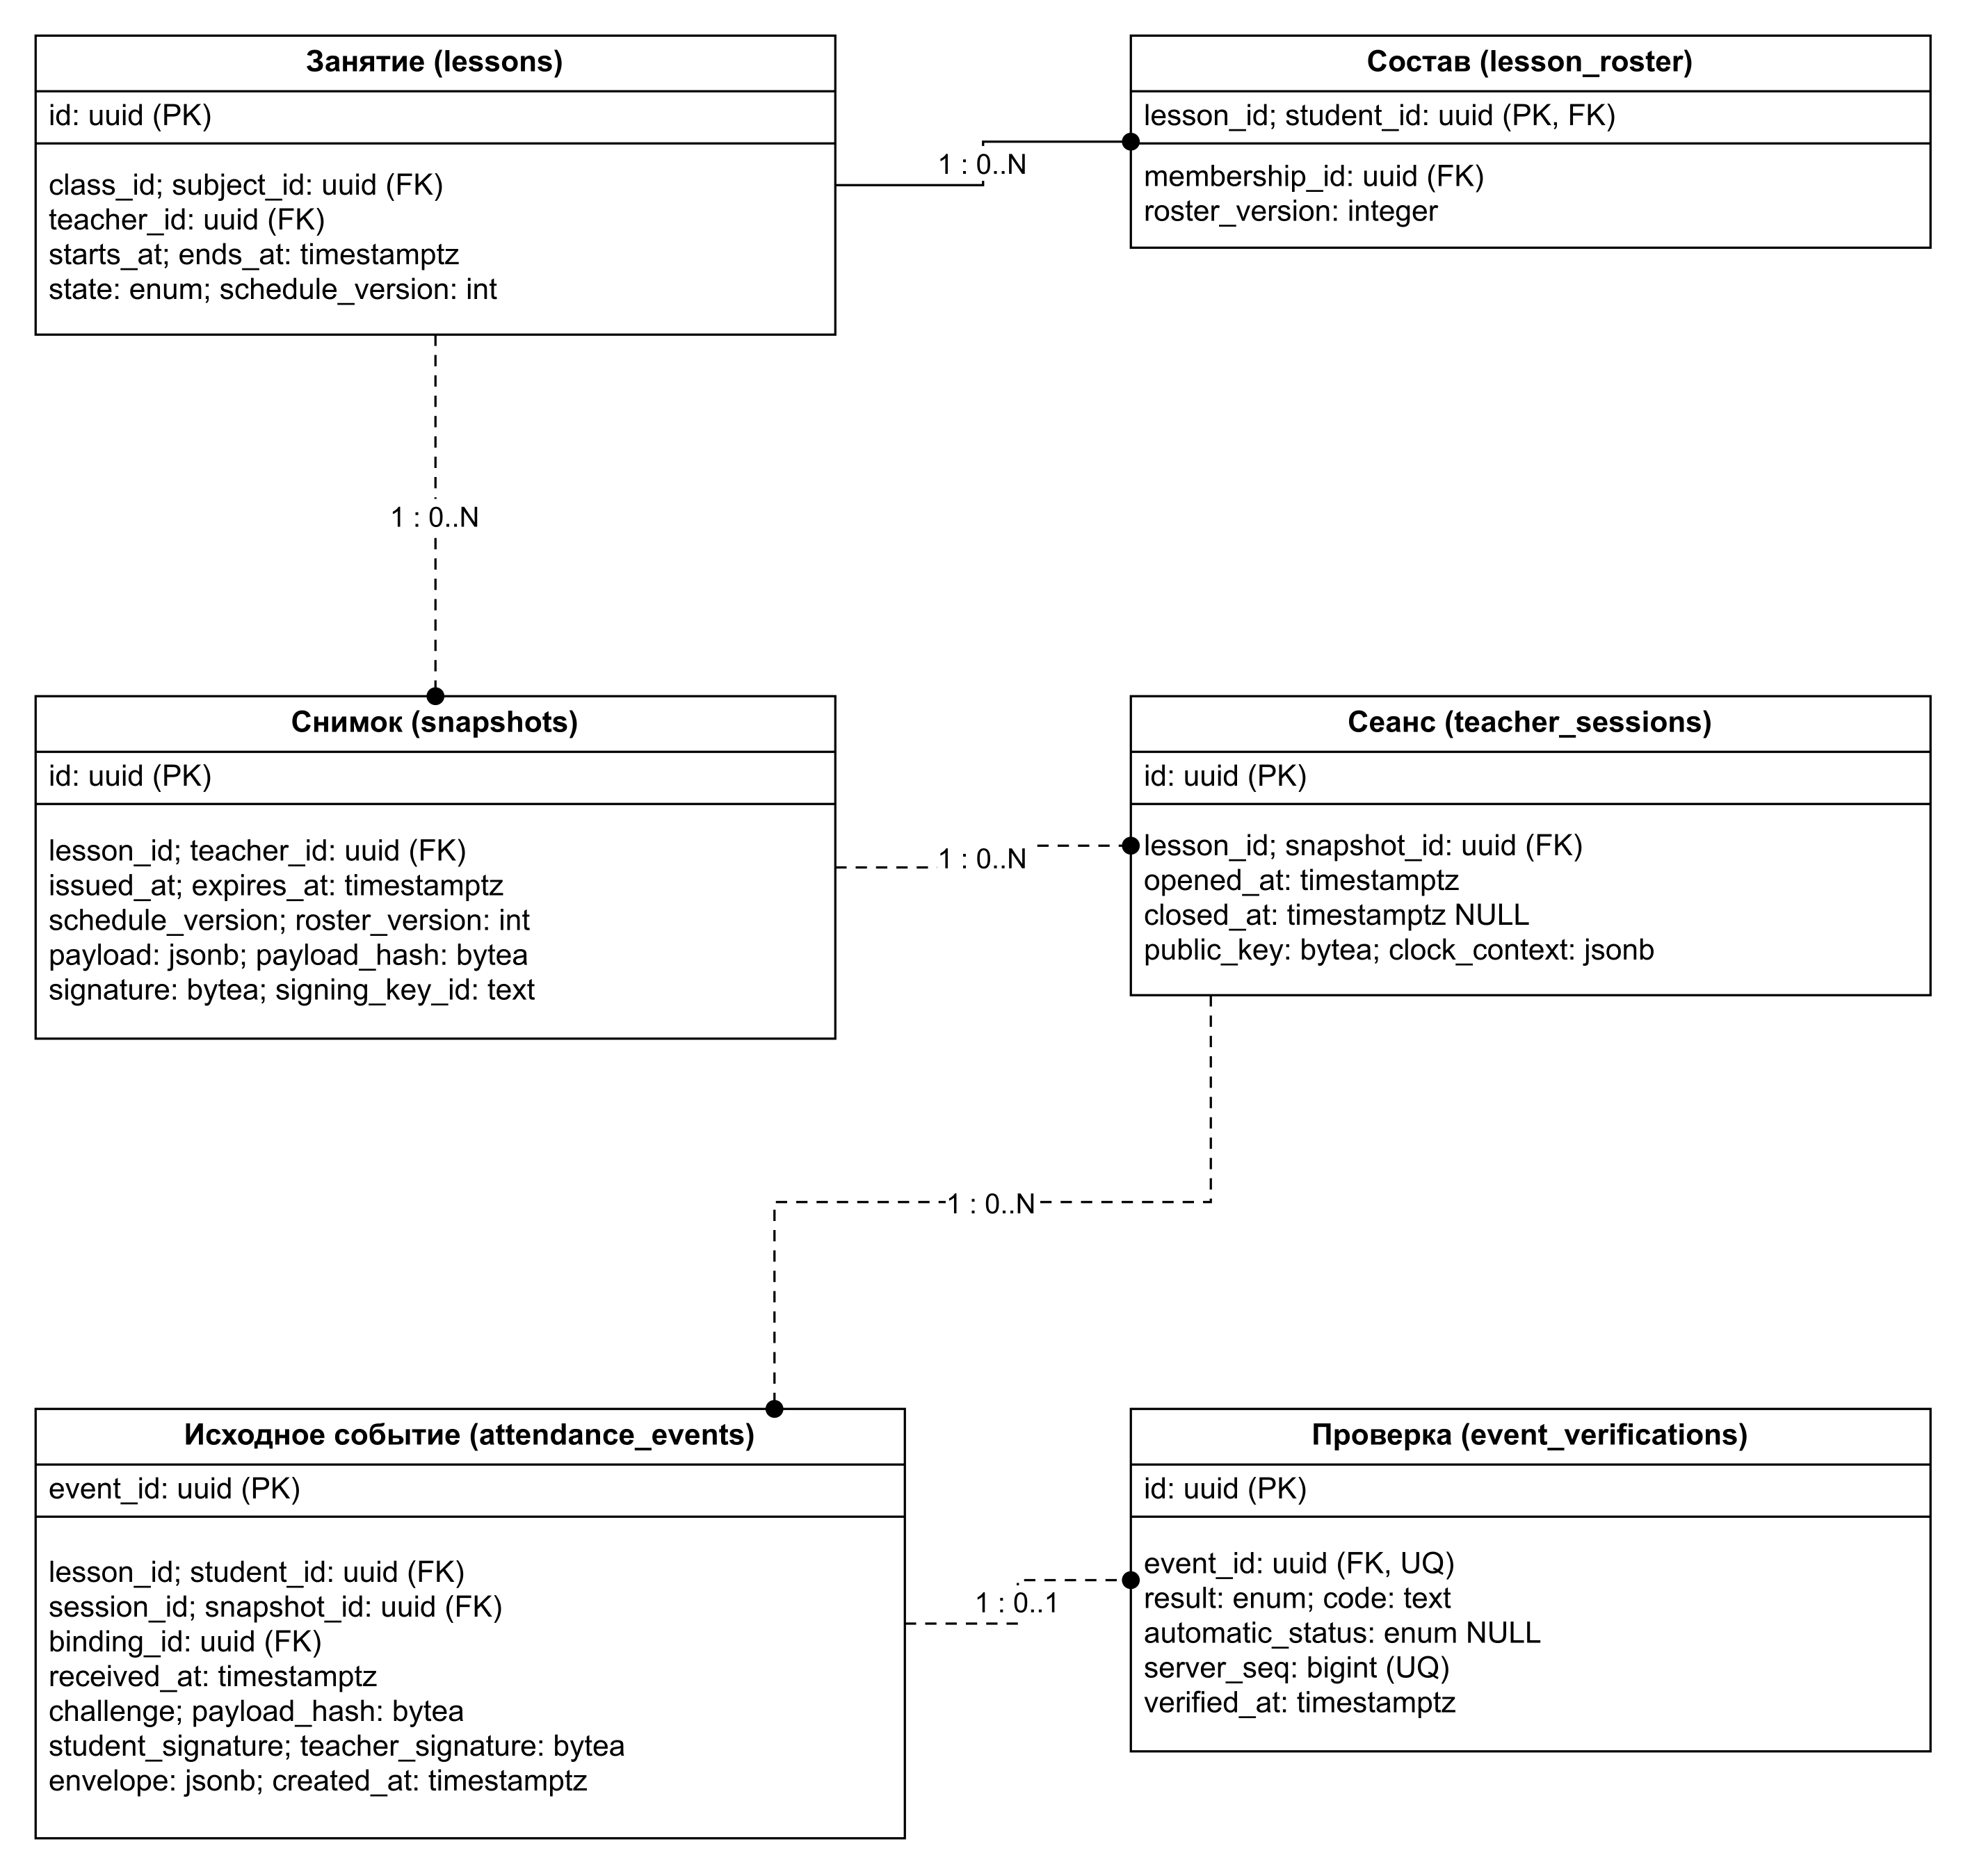 Занятие (lessons)
id: uuid (PK)
class_id; subject_id: uuid (FK)
teacher_id: uuid (FK)
starts_at; ends_at: timestamptz
state: enum; schedule_version: int
1 : 0..N
Состав (lesson_roster)
lesson_id; student_id: uuid (PK, FK)
membership_id: uuid (FK)
roster_version: integer
1 : 0..N
Снимок (snapshots)
id: uuid (PK)
lesson_id; teacher_id: uuid (FK)
issued_at; expires_at: timestamptz
schedule_version; roster_version: int
payload: jsonb; payload_hash: bytea
signature: bytea; signing_key_id: text
1 : 0..N
Сеанс (teacher_sessions)
id: uuid (PK)
lesson_id; snapshot_id: uuid (FK)
opened_at: timestamptz
closed_at: timestamptz NULL
public_key: bytea; clock_context: jsonb
1 : 0..N
Исходное событие (attendance_events)
event_id: uuid (PK)
lesson_id; student_id: uuid (FK)
session_id; snapshot_id: uuid (FK)
binding_id: uuid (FK)
received_at: timestamptz
challenge; payload_hash: bytea
student_signature; teacher_signature: bytea
envelope: jsonb; created_at: timestamptz
1 : 0..1
Проверка (event_verifications)
id: uuid (PK)
event_id: uuid (FK, UQ)
result: enum; code: text
automatic_status: enum NULL
server_seq: bigint (UQ)
verified_at: timestamptz